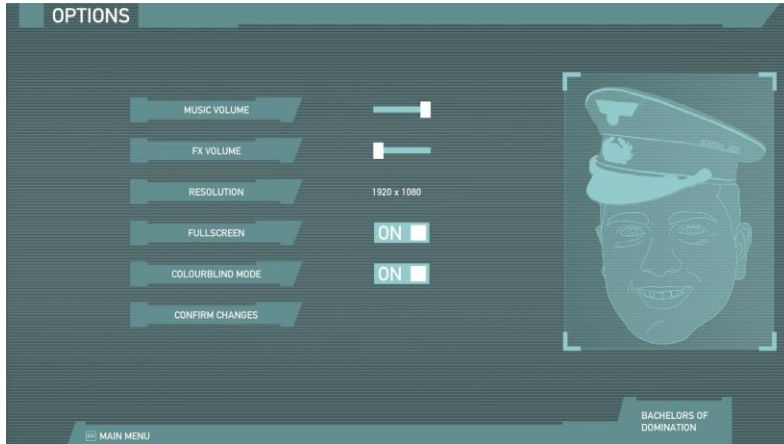 OPTIONS
MUSIC VOLUME
FX VOLUME
RESOLUTION 1920 x 1080
FULLSCREEN ON
COLOURBLIND MODE ON
CONFIRM CHANGES
BACHELORS OF
DOMINATION
MAIN MENU